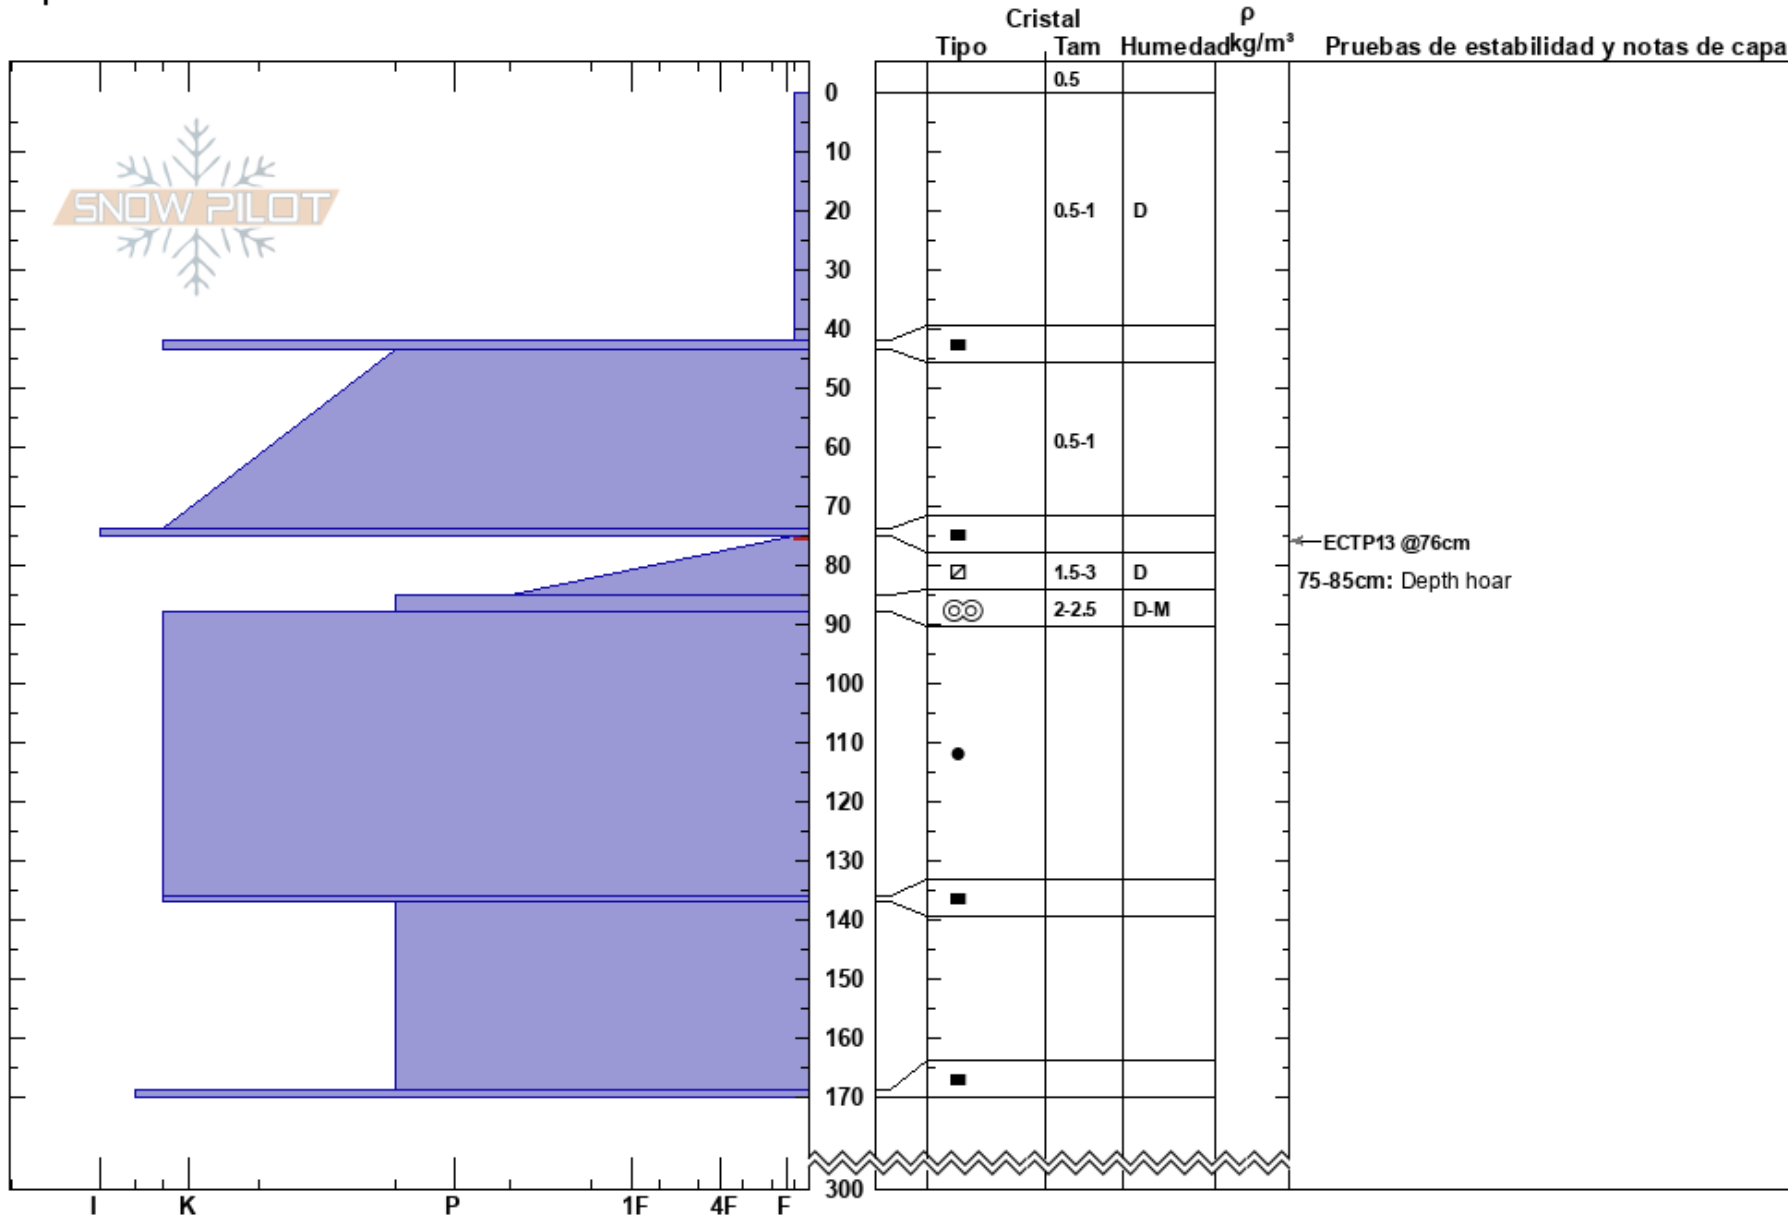 Cristal ρ
Tipo Tam Humedad kg/m³ Pruebas de estabilidad y notas de capa
0.5
0
10
SNOW PILOT
20 0.5-1 D
30
40
50
60 0.5-1
70
ECTP13 @76cm
80 1.5-3 D 75-85cm: Depth hoar
2-2.5 D-M
90
100
110
120
130
140
150
160
170
300
I K P 1F 4F F